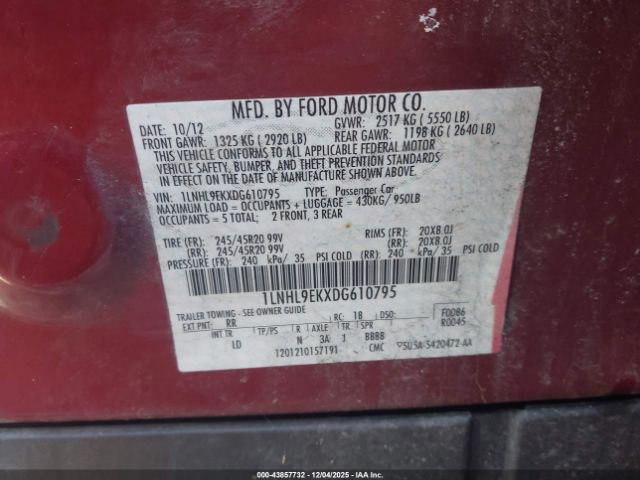 MFD. BY FORD MOTOR CO.
DATE: 10/12 GVWR: 2517 KG ( 5550 LB)
FRONT GAWR: 1325 KG ( 2920 LB) REAR GAWR: 1198 KG ( 2640 LB)
THIS VEHICLE CONFORMS TO ALL APPLICABLE FEDERAL MOTOR
VEHICLE SAFETY, BUMPER, AND THEFT PREVENTION STANDARDS
IN EFFECT ON THE DATE OF MANUFACTURE SHOWN ABOVE.
VIN: 1LNHL9EKXDG610795 TYPE: Passenger Car
MAXIMUM LOAD = OCCUPANTS + LUGGAGE = 430KG/ 950LB
OCCUPANTS = 5 TOTAL; 2 FRONT, 3 REAR
TIRE (FR): 245/45R20 99V RIMS (FR): 20X8.0J
(RR): 245/45R20 99V (RR): 20X8.0J
PRESSURE (FR): 240 kPa/ 35 PSI COLD (RR): 240 kPa/ 35 PSI COLD
1LNHL9EKXDG610795
TRAILER TOWING - SEE OWNER GUIDE
EXT PNT: RR RC: 18 DSO: F0086
INT TR TP/PS R AXLE TR SPR R0045
LD N 3A J BBBB
1201210157191 CMC 5420472-AA
000-43857732 • 12/04/2025 • IAAI.COM